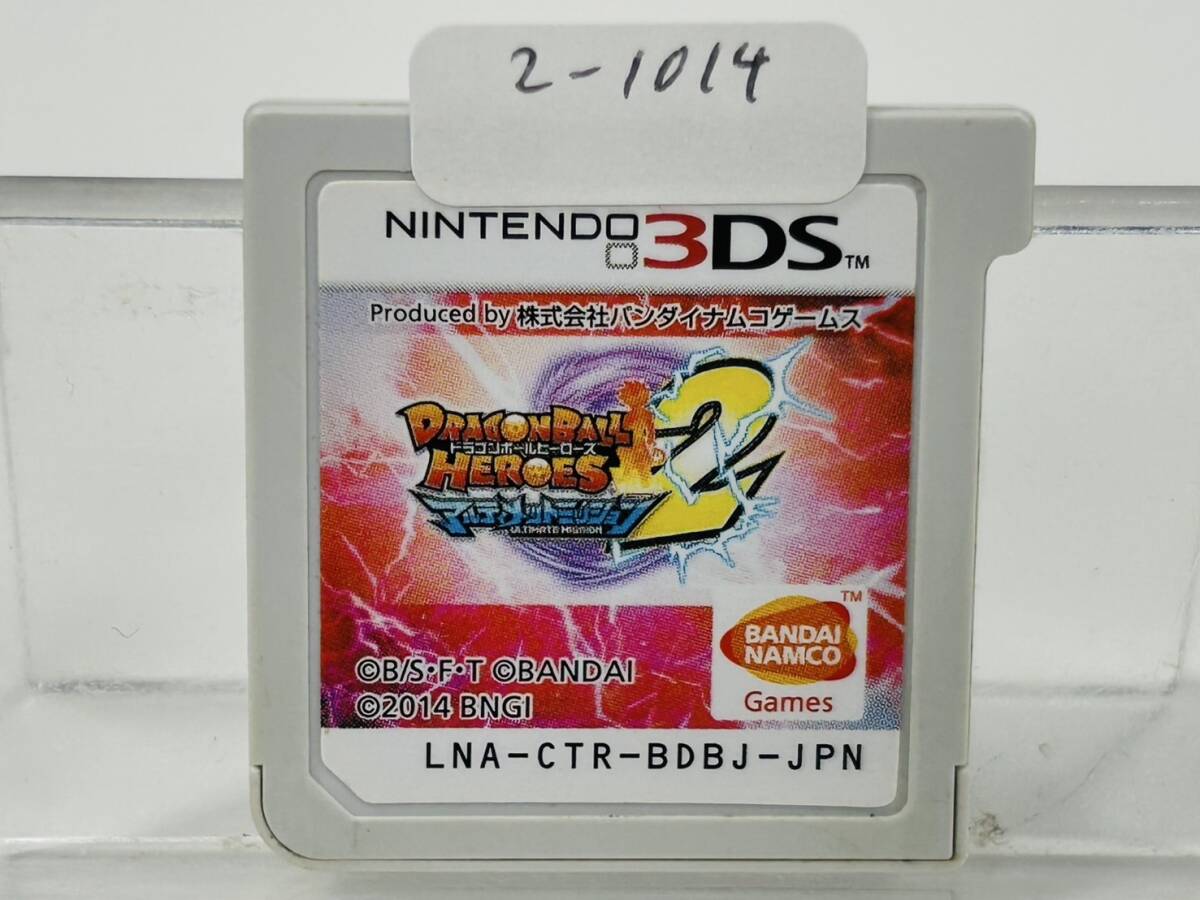 2-1014
NINTENDO 3DS™
Produced by 株式会社バンダイナムコゲームス
2
DRAGONBALL
ドラゴンボールヒーローズ
HEROES
アルティメットミッション
ULTIMATE MISSION
TM
BANDAI
NAMCO
Games
©B/S・F・T ©BANDAI
©2014 BNGI
LNA-CTR-BDBJ-JPN